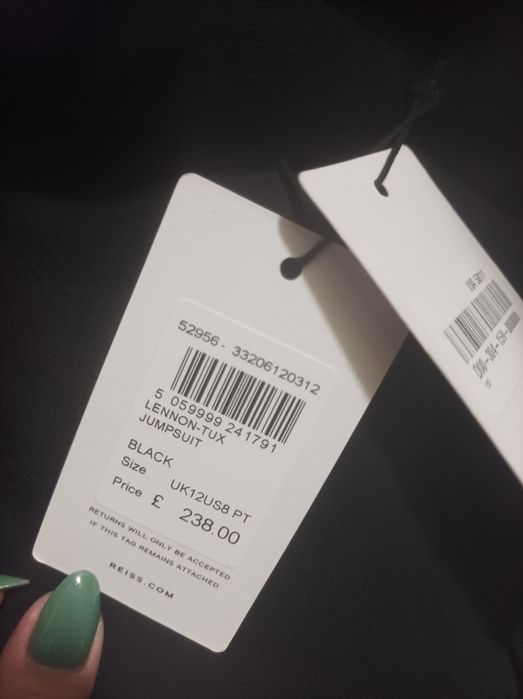 52956- 33206120312
5 059999 241791
LENNON-TUX
JUMPSUIT
BLACK
Size UK12US8 PT
Price £ 238.00
RETURNS WILL ONLY BE ACCEPTED
IF THIS TAG REMAINS ATTACHED
REISS.COM